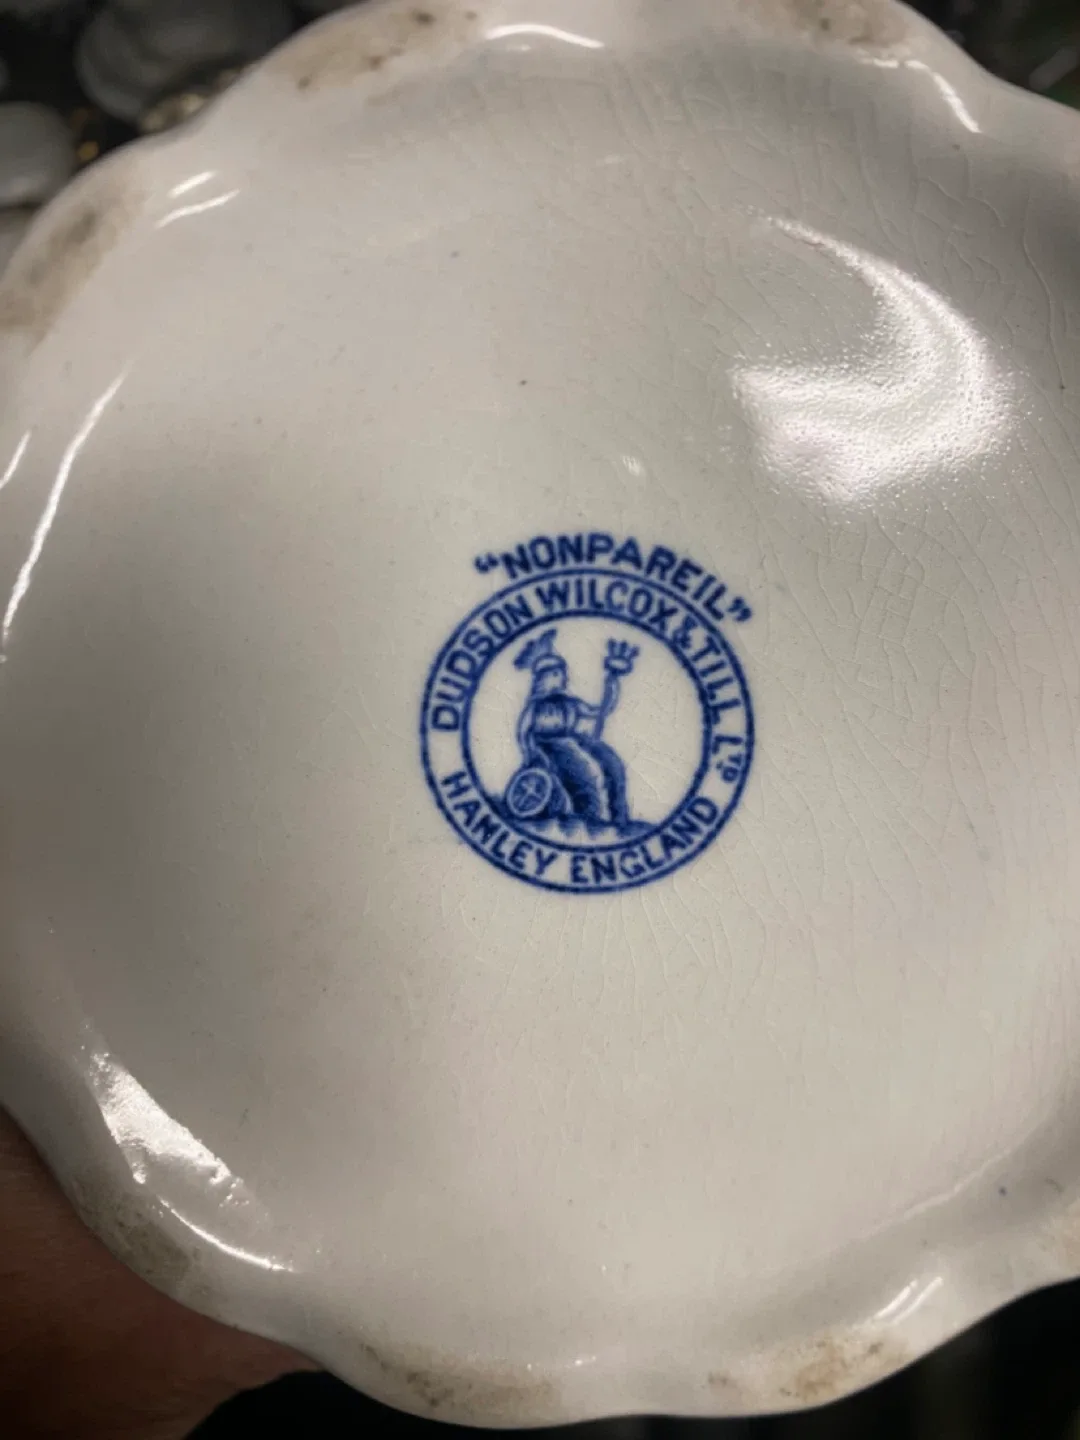 "NONPAREIL"
DUDSON WILCOX & TILL LTD
HANLEY ENGLAND